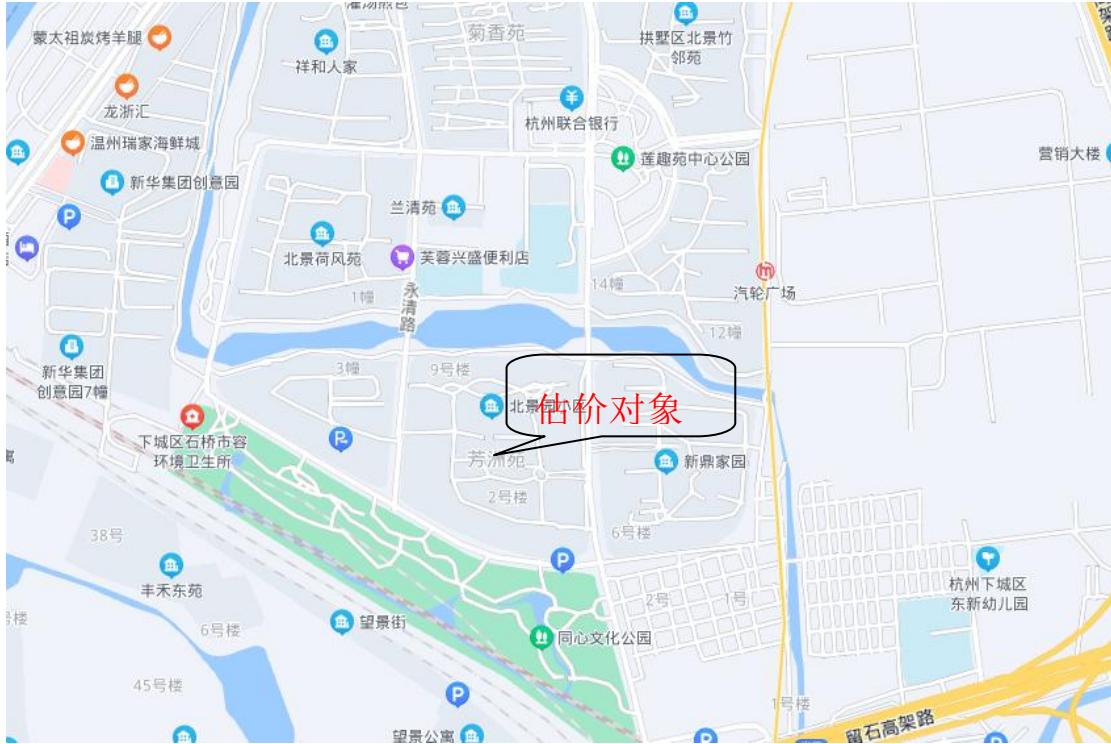 蒙太祖炭烤羊腿
祥和人家
菊香苑
拱墅区北景竹
邻苑
龙浙汇
杭州联合银行
温州瑞家海鲜城
莲趣苑中心公园
营销大楼
新华集团创意园
P
兰清苑
北景荷风苑
芙蓉兴盛便利店
14幢
汽轮广场
1幢
永清路
12幢
新华集团
创意园7幢
3幢
9号楼
北景园小区
估价对象
下城区石桥市容
环境卫生所
P
芳洲苑
新鼎家园
2号楼
6号楼
38号
P
丰禾东苑
2号
1号
杭州下城区
东新幼儿园
6号楼
望景街
同心文化公园
45号楼
P
1号楼
望景公寓
P
留石高架路